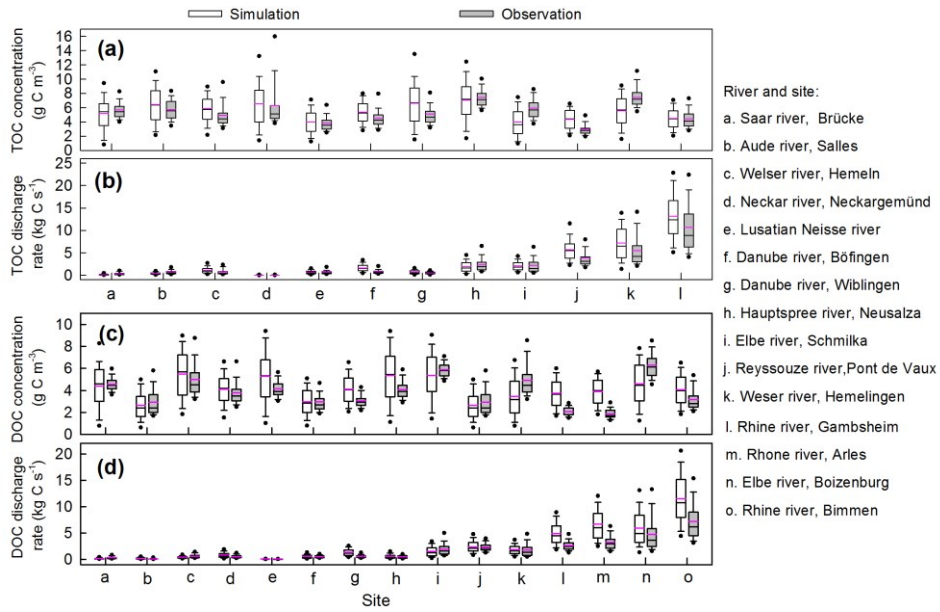 Simulation Observation
(a)
TOC concentration
(g C m⁻³)
16
14
12
10
8
6
4
2
0
(b)
TOC discharge
rate (kg C s⁻¹)
25
20
15
10
5
0
a b c d e f g h i j k l
(c)
DOC concentration
(g C m⁻³)
10
8
6
4
2
0
(d)
DOC discharge
rate (kg C s⁻¹)
20
15
10
5
0
a b c d e f g h i j k l m n o
Site
River and site:
a. Saar river, Brücke
b. Aude river, Salles
c. Welser river, Hemeln
d. Neckar river, Neckargemünd
e. Lusatian Neisse river
f. Danube river, Böfingen
g. Danube river, Wiblingen
h. Hauptspree river, Neusalza
i. Elbe river, Schmilka
j. Reyssouze river,Pont de Vaux
k. Weser river, Hemelingen
l. Rhine river, Gambsheim
m. Rhone river, Arles
n. Elbe river, Boizenburg
o. Rhine river, Bimmen